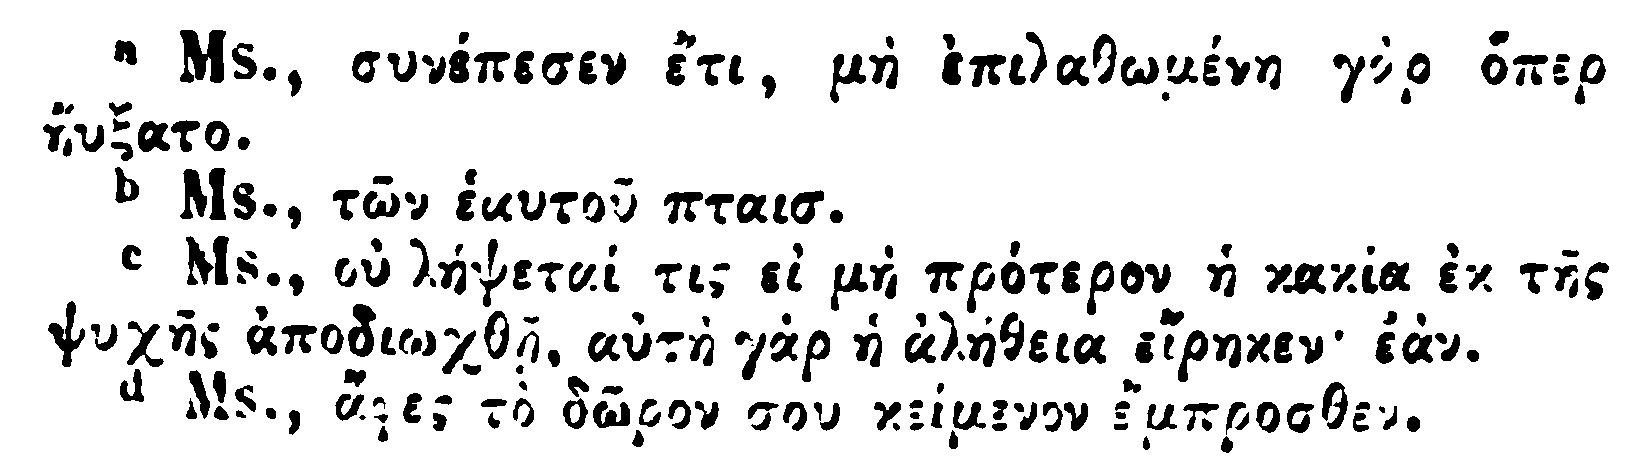 a Ms., συνέπεσεν ἔτι, μὴ ἐπιλαθωμένη γὰρ ὅπερ
ηὔξατο.
b Ms., τῶν ἑαυτοῦ πταισ.
c Ms., οὐ λήψεταί τις εἰ μὴ πρότερον ἡ κακία ἐκ τῆς
ψυχῆς ἀποδιωχθῇ, αὐτὴ γὰρ ἡ ἀλήθεια εἴρηκεν· ἐὰν.
d Ms., ἄφες τὸ δῶρον σου κείμενον ἔμπροσθεν.